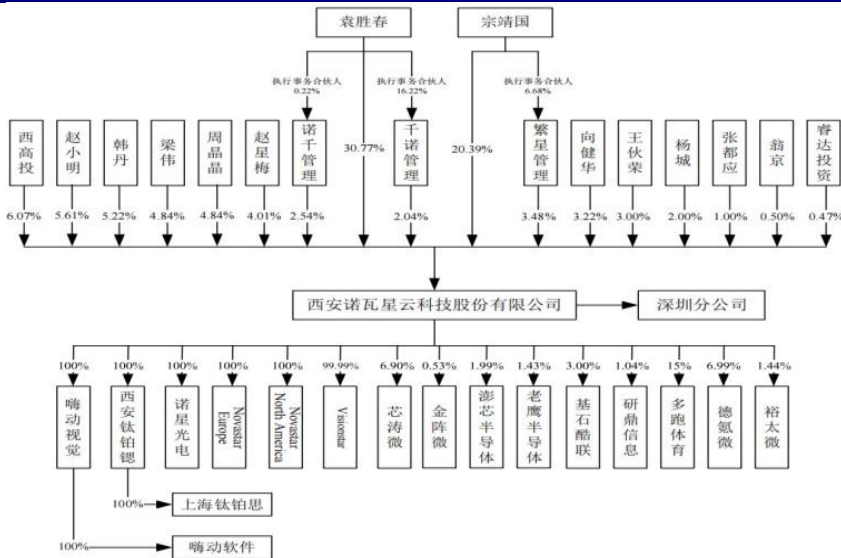 袁胜春
宗靖国
执行事务合伙人
0.22%
执行事务合伙人
16.22%
执行事务合伙人
6.68%
西高投
赵小明
韩丹
梁伟
周晶晶
赵星梅
诺千管理
30.77%
千诺管理
20.39%
繁星管理
向健华
王伙荣
杨城
张都应
翁京
睿达投资
6.07%
5.61%
5.22%
4.84%
4.84%
4.01%
2.54%
2.04%
3.48%
3.22%
3.00%
2.00%
1.00%
0.50%
0.47%
西安诺瓦星云科技股份有限公司
深圳分公司
100%
100%
100%
100%
100%
99.99%
6.90%
0.53%
1.99%
1.43%
3.00%
1.04%
15%
6.99%
1.44%
嗨动视觉
西安钛铂锶
诺星光电
Novastar
Europe
Novastar
North America
Visionstar
芯涛微
金阵微
澎芯半导体
老鹰半导体
基石酷联
研鼎信息
多跑体育
德氪微
裕太微
100%
上海钛铂思
100%
嗨动软件